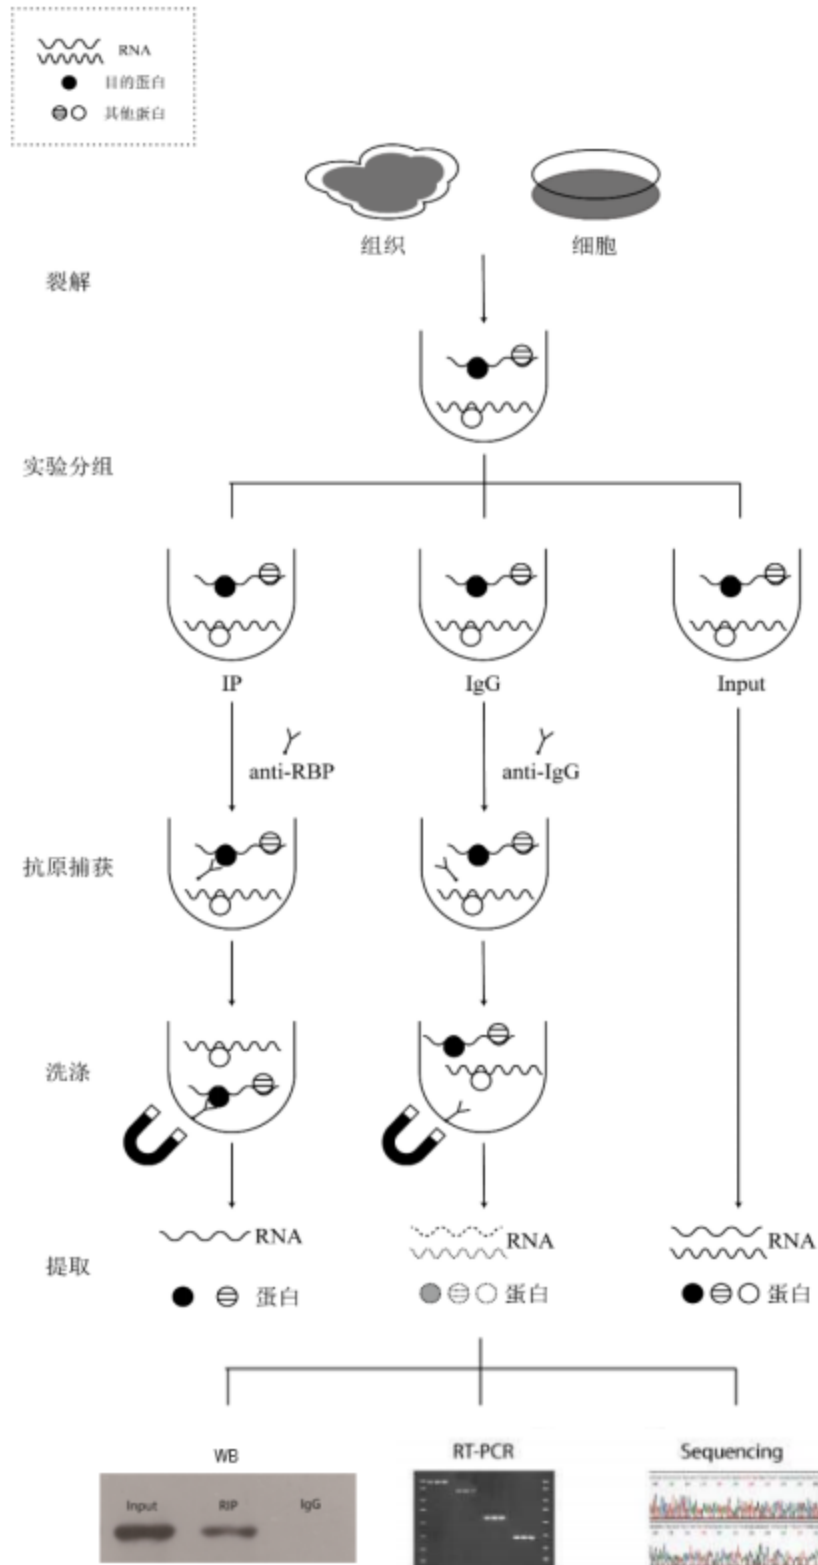 RNA
目的蛋白
其他蛋白
组织 细胞
裂解
实验分组
IP IgG Input
anti-RBP anti-IgG
抗原捕获
洗涤
RNA RNA RNA
提取
蛋白 蛋白 蛋白
WB RT-PCR Sequencing
Input RIP IgG